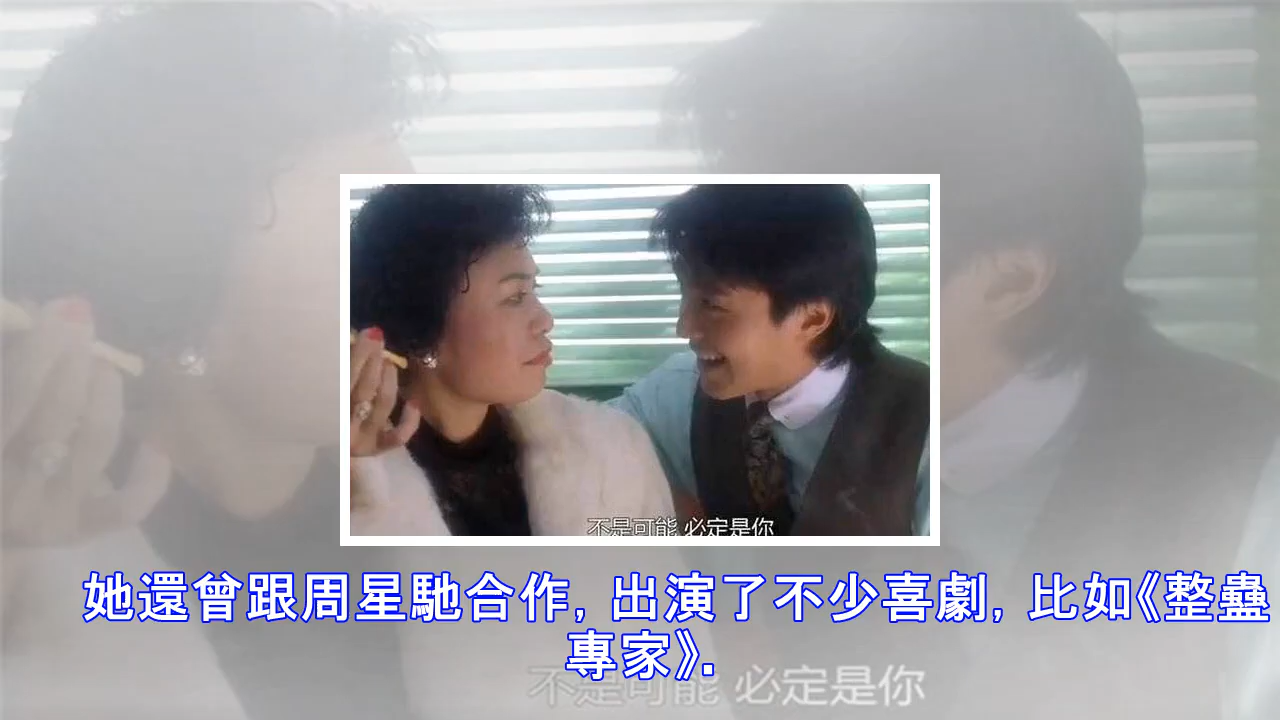 不是可能 必定是你
她還曾跟周星馳合作, 出演了不少喜劇, 比如《整蠱
專家》.
不是可能 必定是你